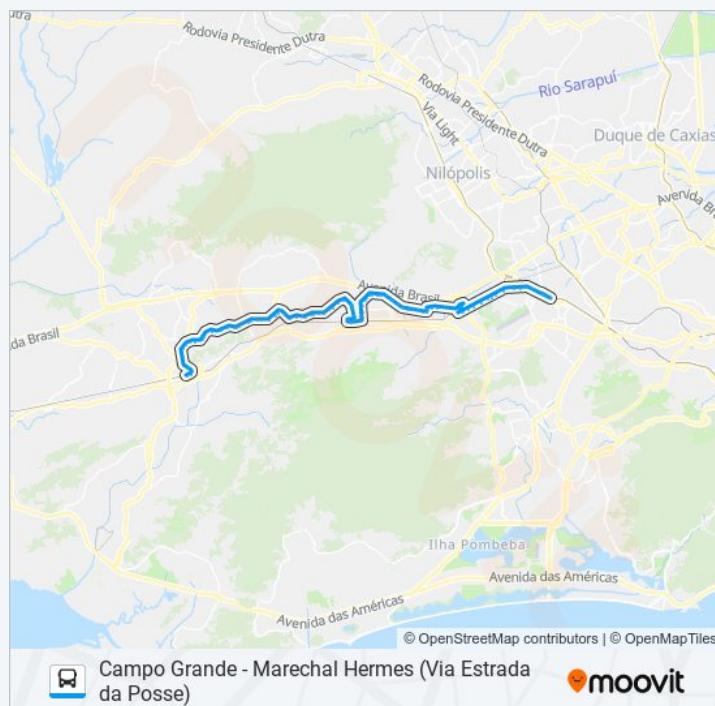 Dutra
Rodovia Presidente Dutra
Rodovia Presidente Dutra
Rio Sarapuí
Via Light
Duque de Caxias
Nilópolis
Avenida Br
Avenida Brasil
da Brasil
Ilha Pombeba
Avenida das Américas
Avenida das Américas
© OpenStreetMap contributors | © OpenMapTiles
Campo Grande - Marechal Hermes (Via Estrada
da Posse)
moovit